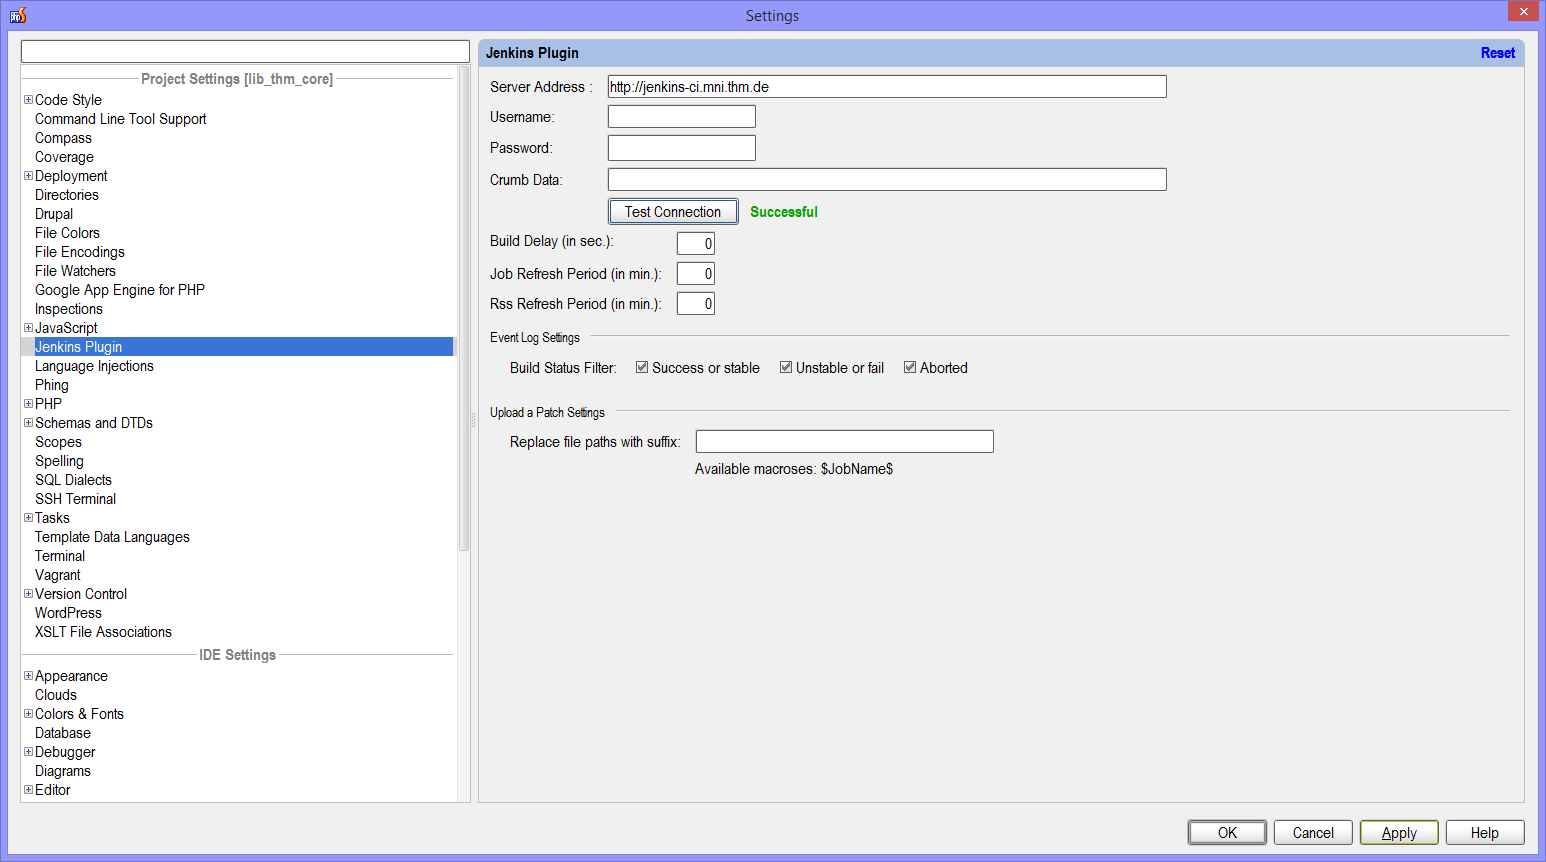 Settings
Project Settings [lib_thm_core]
Code Style
Command Line Tool Support
Compass
Coverage
Deployment
Directories
Drupal
File Colors
File Encodings
File Watchers
Google App Engine for PHP
Inspections
JavaScript
Jenkins Plugin
Language Injections
Phing
PHP
Schemas and DTDs
Scopes
Spelling
SQL Dialects
SSH Terminal
Tasks
Template Data Languages
Terminal
Vagrant
Version Control
WordPress
XSLT File Associations
IDE Settings
Appearance
Clouds
Colors & Fonts
Database
Debugger
Diagrams
Editor
Jenkins Plugin Reset
Server Address : http://jenkins-ci.mni.thm.de
Username:
Password:
Crumb Data:
Test Connection Successful
Build Delay (in sec.): 0
Job Refresh Period (in min.): 0
Rss Refresh Period (in min.): 0
Event Log Settings
Build Status Filter: Success or stable Unstable or fail Aborted
Upload a Patch Settings
Replace file paths with suffix:
Available macroses: $JobName$
OK Cancel Apply Help